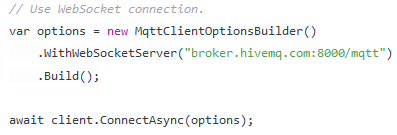 // Use WebSocket connection.
var options = new MqttClientOptionsBuilder()
    .WithWebSocketServer("broker.hivemq.com:8000/mqtt")
    .Build();

await client.ConnectAsync(options);